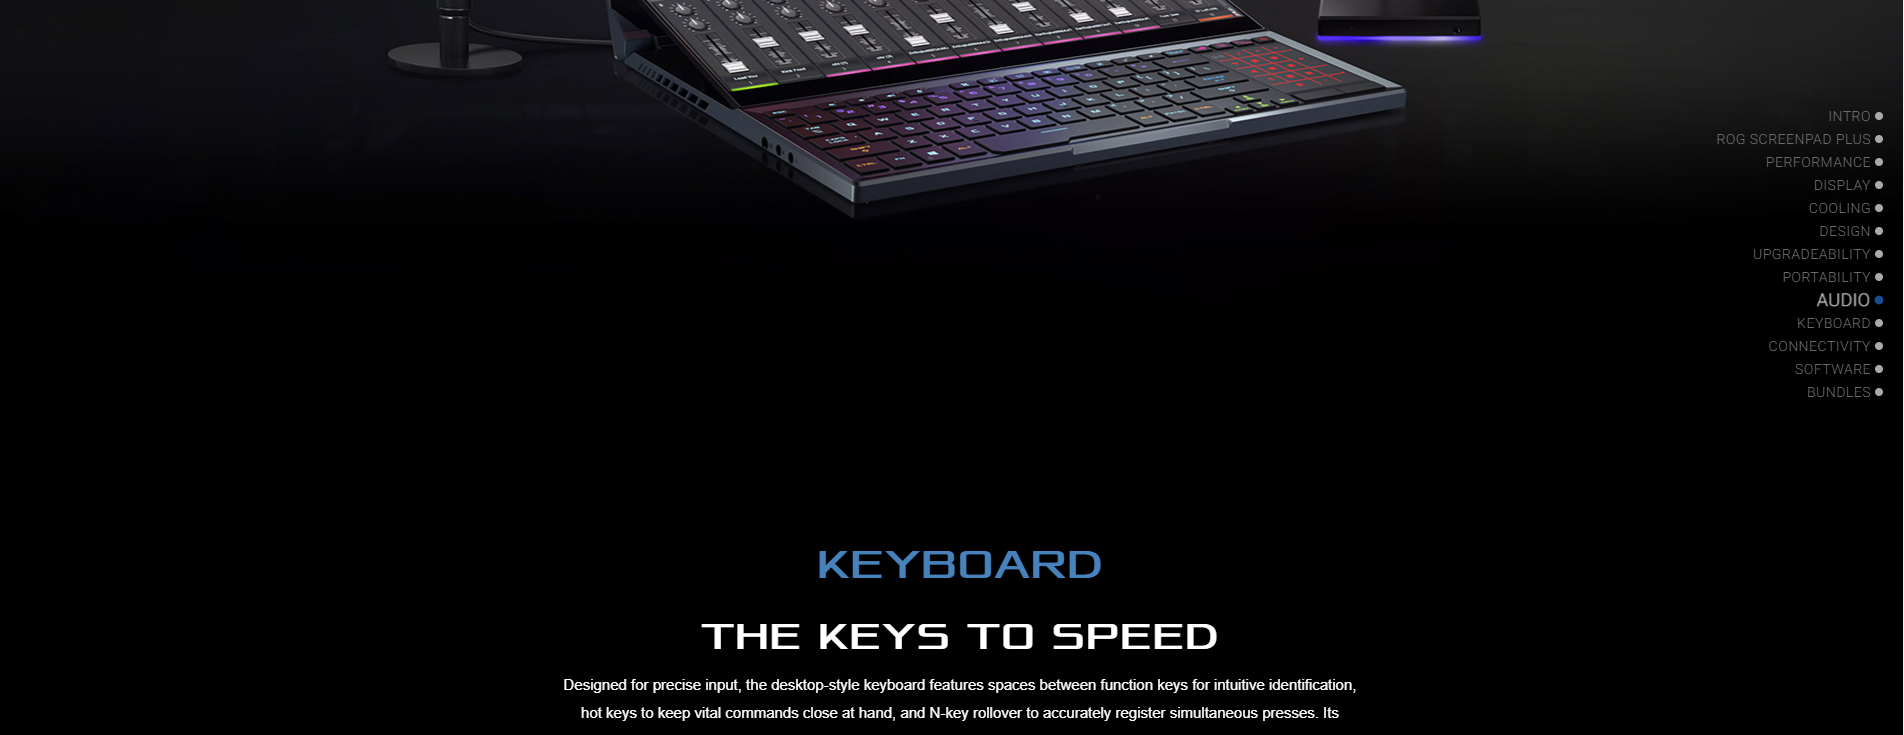 INTRO
ROG SCREENPAD PLUS
PERFORMANCE
DISPLAY
COOLING
DESIGN
UPGRADEABILITY
PORTABILITY
AUDIO
KEYBOARD
CONNECTIVITY
SOFTWARE
BUNDLES
KEYBOARD
THE KEYS TO SPEED
Designed for precise input, the desktop-style keyboard features spaces between function keys for intuitive identification,
hot keys to keep vital commands close at hand, and N-key rollover to accurately register simultaneous presses. Its